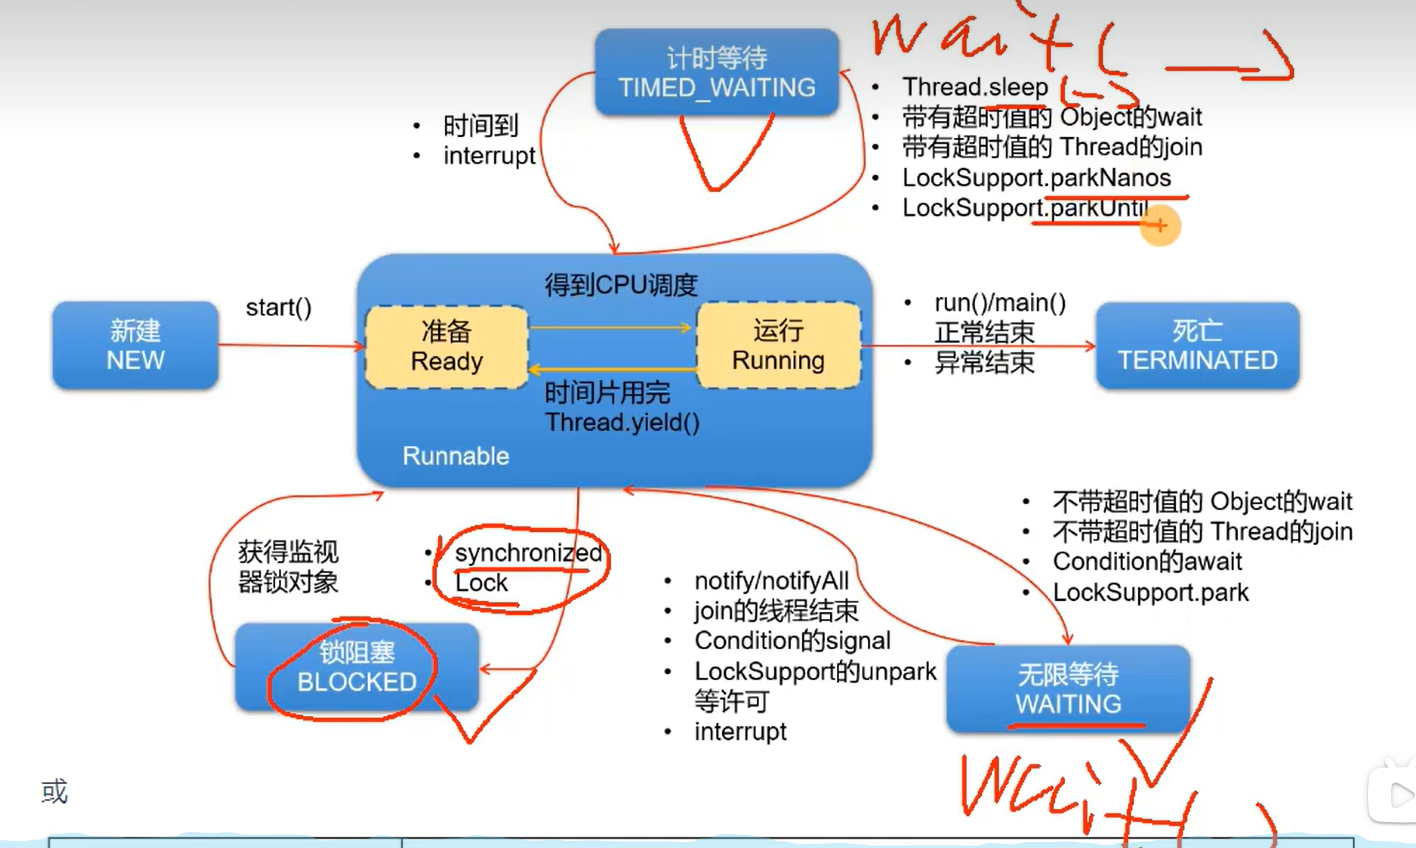 wait(——)
计时等待
TIMED_WAITING
• Thread.sleep (--)
• 带有超时值的 Object的wait
• 带有超时值的 Thread的join
• LockSupport.parkNanos
• LockSupport.parkUntil
• 时间到
• interrupt
新建
NEW
start()
得到CPU调度
准备
Ready
运行
Running
时间片用完
Thread.yield()
Runnable
• run()/main()
正常结束
• 异常结束
死亡
TERMINATED
获得监视
器锁对象
• synchronized
• Lock
锁阻塞
BLOCKED
• notify/notifyAll
• join的线程结束
• Condition的signal
• LockSupport的unpark
等许可
• interrupt
• 不带超时值的 Object的wait
• 不带超时值的 Thread的join
• Condition的await
• LockSupport.park
无限等待
WAITING
wait()
或